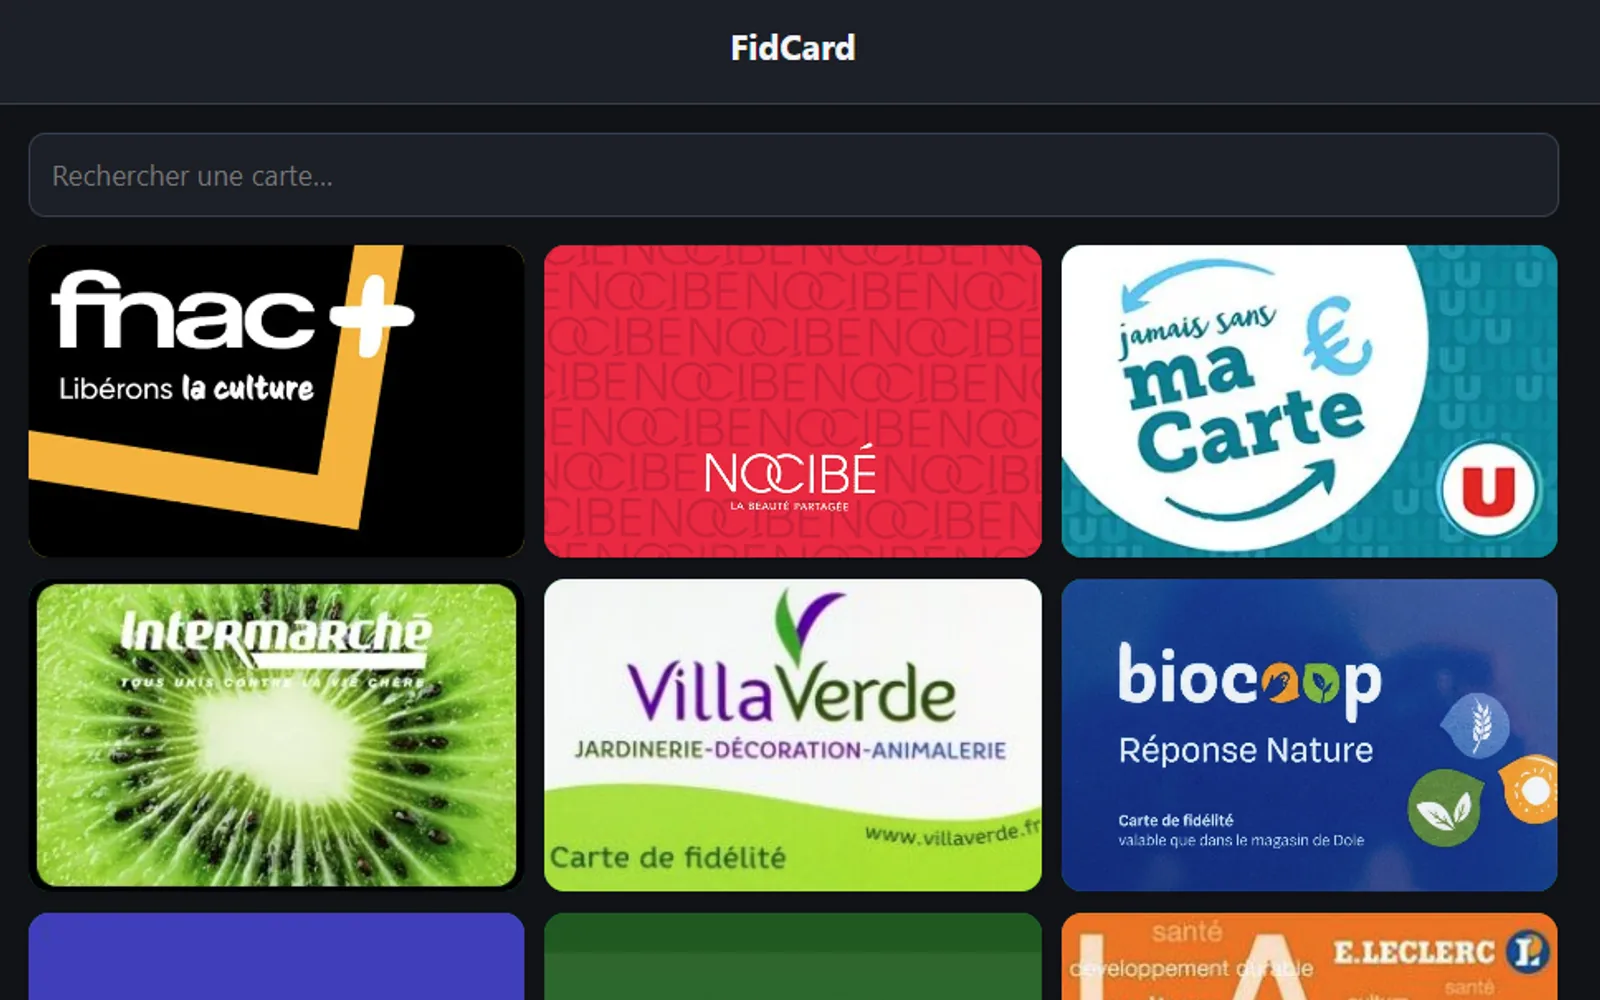 FidCard
Rechercher une carte...
fnac+
Libérons la culture
NOCIBÉ
LA BEAUTÉ PARTAGÉE
jamais sans
ma
Carte
€
U
Intermarché
TOUS UNIS CONTRE LA VIE CHÈRE
VillaVerde
JARDINERIE-DÉCORATION-ANIMALERIE
www.villaverde.fr
Carte de fidélité
biocoop
Réponse Nature
Carte de fidélité
valable que dans le magasin de Dole
santé
développement durable
E.LECLERC L
santé